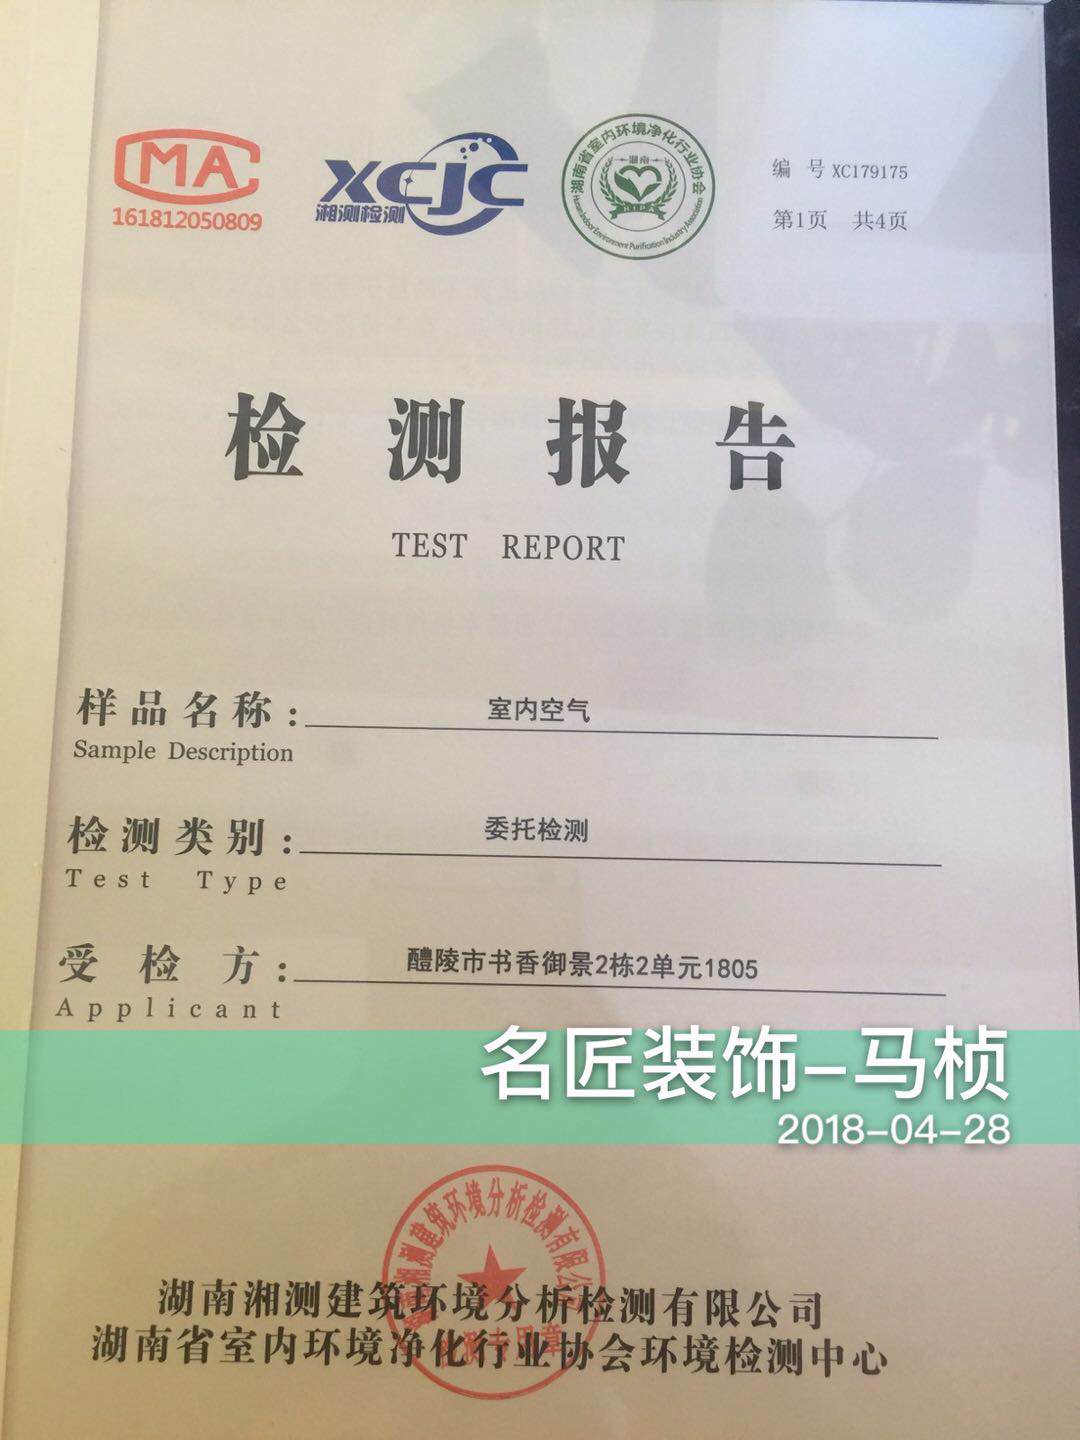 MA
161812050809
XCJC
湘测检测
湖南省室内环境净化行业协会
湖南
Hunan Indoor Environment Purification Industry Association
编 号 XC179175
第1页 共4页
检 测 报 告
TEST REPORT
样品名称: 室内空气
Sample Description
检测类别: 委托检测
Test Type
受 检 方: 醴陵市书香御景2栋2单元1805
Applicant
名匠装饰-马桢
2018-04-28
湖南湘测建筑环境分析检测有限公司
湖南湘测建筑环境分析检测有限公司
湖南省室内环境净化行业协会环境检测中心
专用章